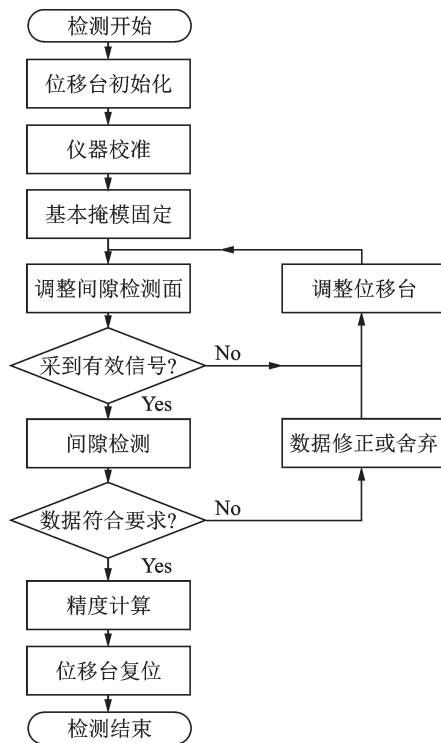 检测开始
位移台初始化
仪器校准
基本掩模固定
调整间隙检测面
调整位移台
采到有效信号?
No
Yes
间隙检测
数据修正或舍弃
数据符合要求?
No
Yes
精度计算
位移台复位
检测结束